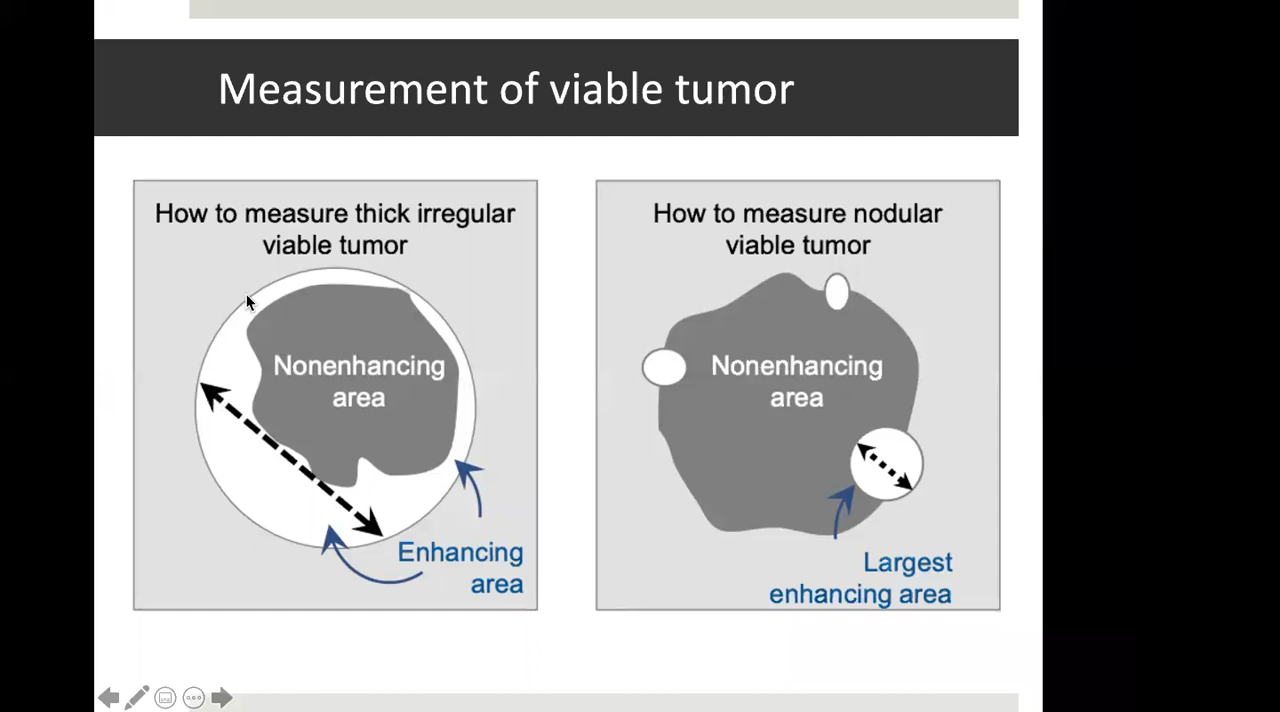 Measurement of viable tumor
How to measure thick irregular
viable tumor
Nonenhancing
area
Enhancing
area
How to measure nodular
viable tumor
Nonenhancing
area
Largest
enhancing area